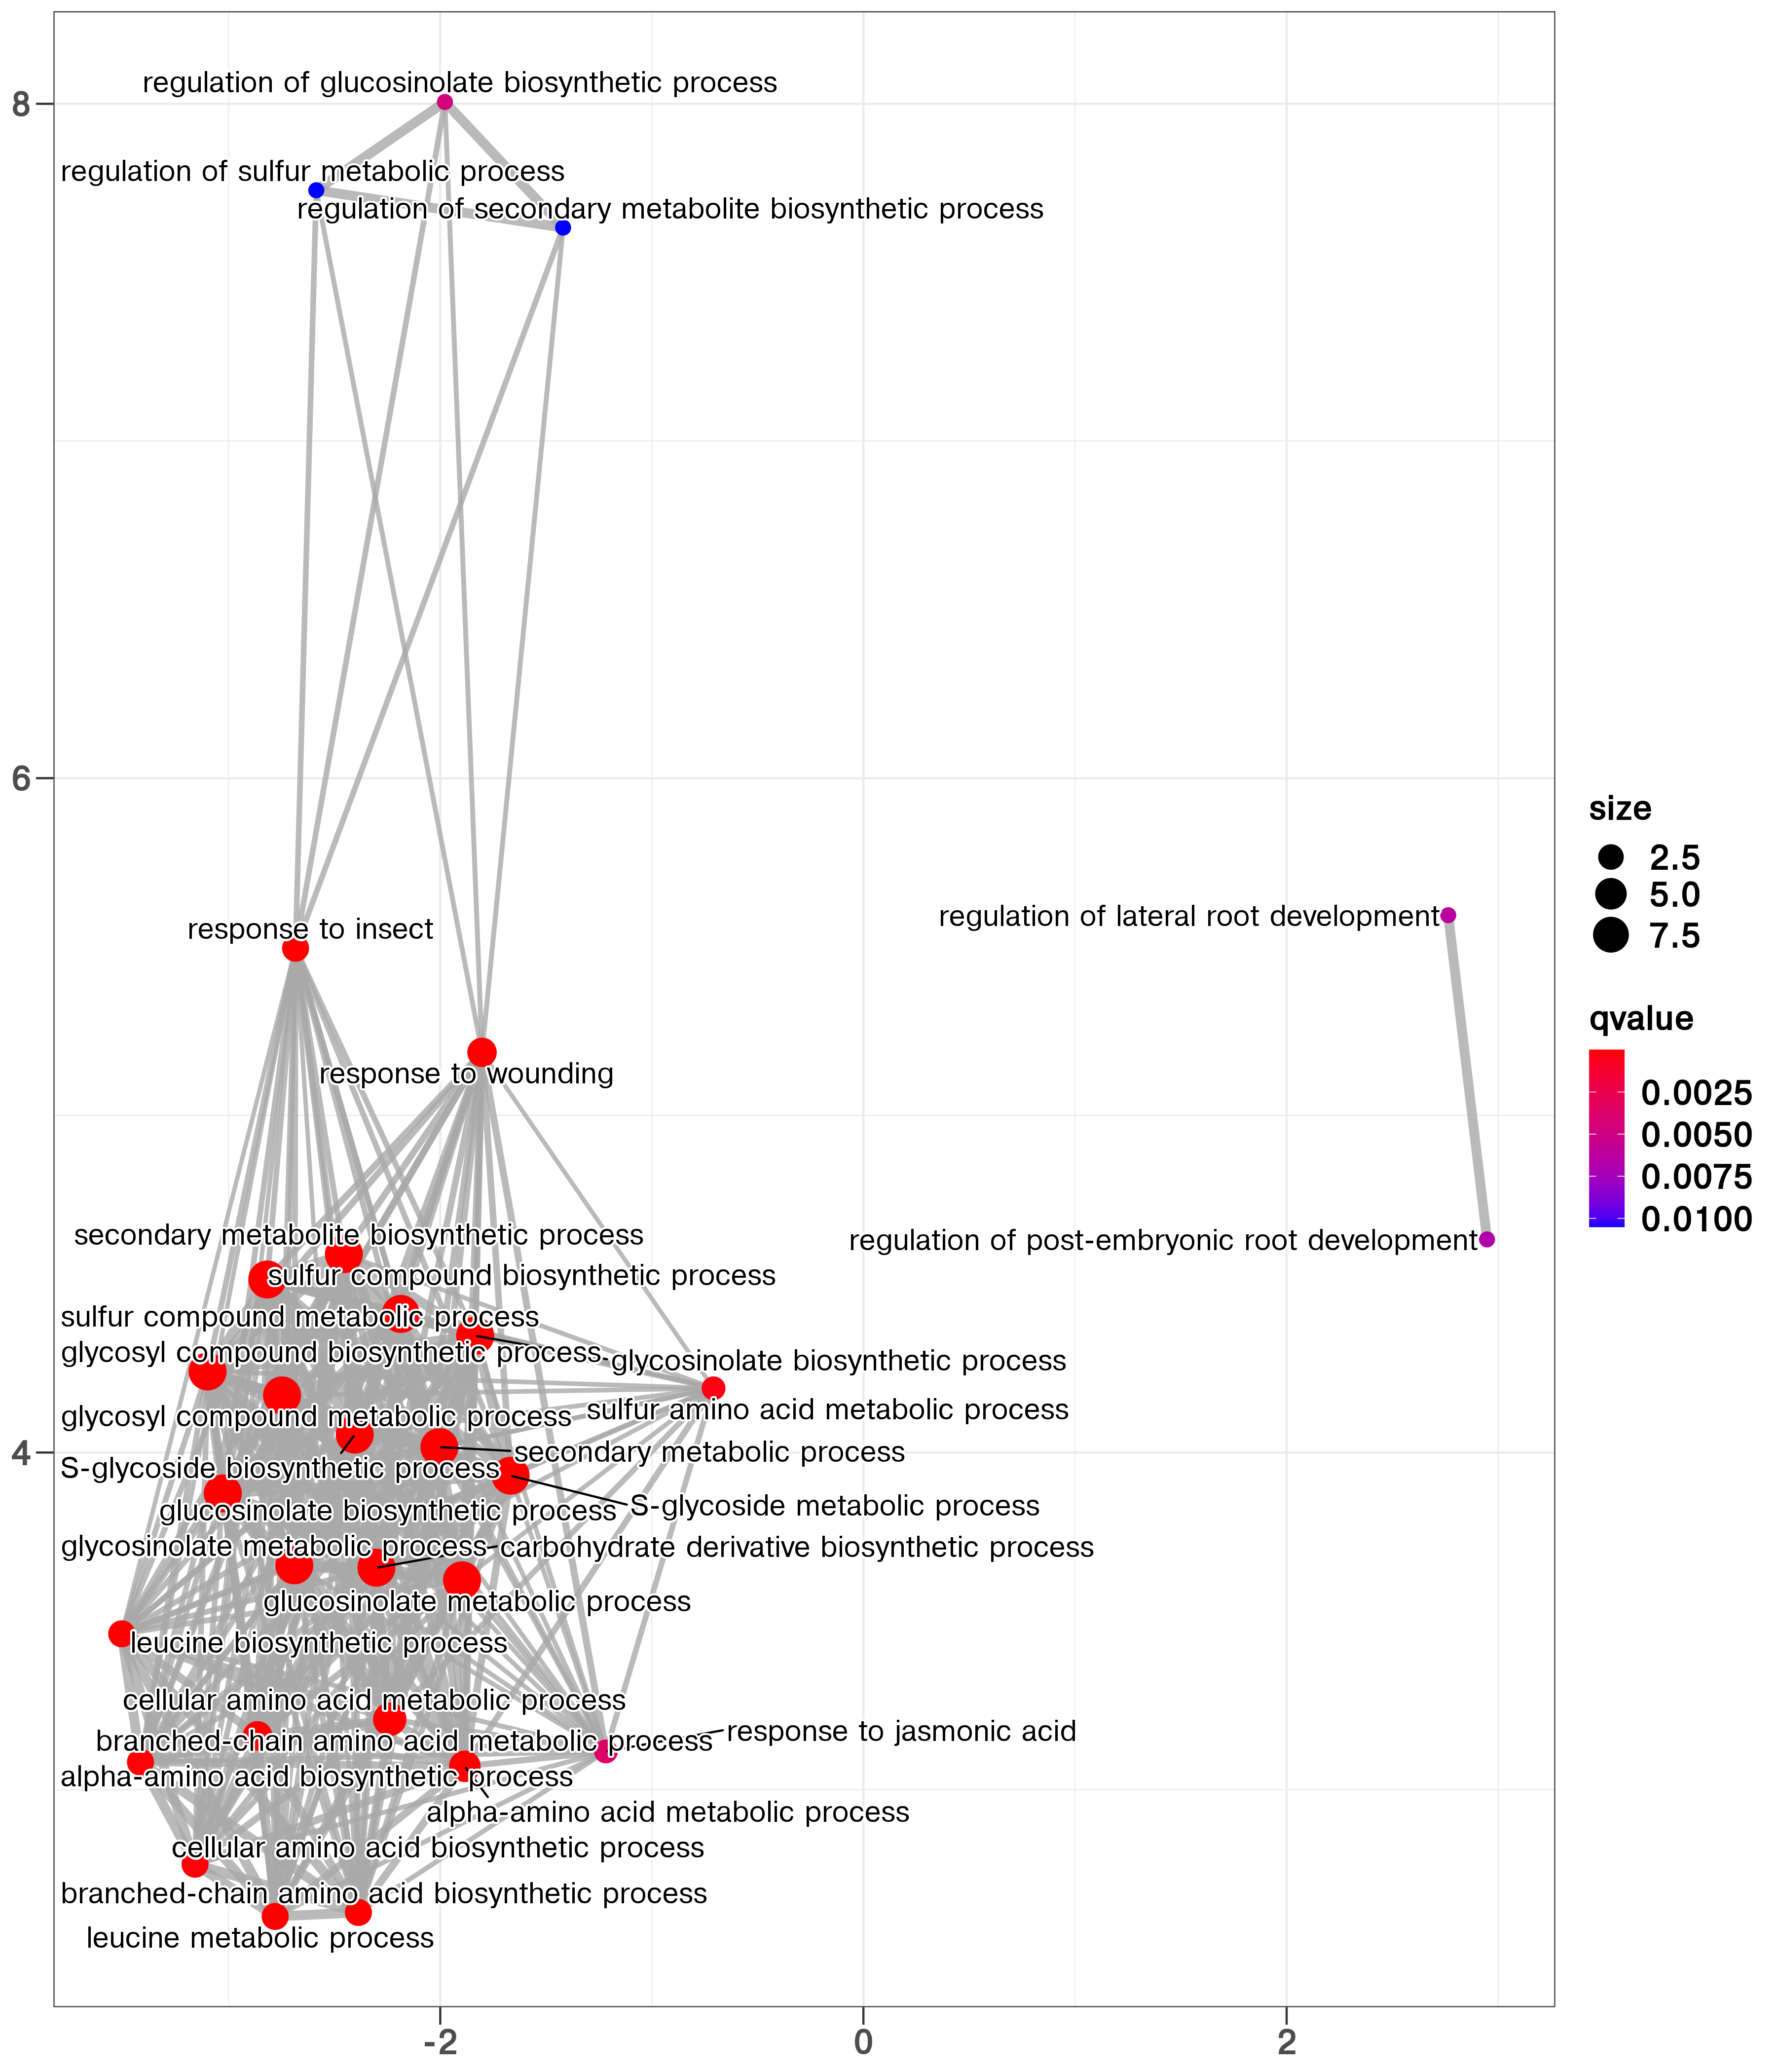 regulation of glucosinolate biosynthetic process
8
regulation of sulfur metabolic process
regulation of secondary metabolite biosynthetic process
6
size
2.5
5.0
7.5
response to insect
regulation of lateral root development
qvalue
0.0025
0.0050
0.0075
0.0100
response to wounding
secondary metabolite biosynthetic process
regulation of post-embryonic root development
sulfur compound biosynthetic process
sulfur compound metabolic process
glycosyl compound biosynthetic process
glycosinolate biosynthetic process
sulfur amino acid metabolic process
glycosyl compound metabolic process
4
secondary metabolic process
S-glycoside biosynthetic process
S-glycoside metabolic process
glucosinolate biosynthetic process
glycosinolate metabolic process
carbohydrate derivative biosynthetic process
glucosinolate metabolic process
leucine biosynthetic process
cellular amino acid metabolic process
response to jasmonic acid
branched-chain amino acid metabolic process
alpha-amino acid biosynthetic process
alpha-amino acid metabolic process
cellular amino acid biosynthetic process
branched-chain amino acid biosynthetic process
leucine metabolic process
-2
0
2